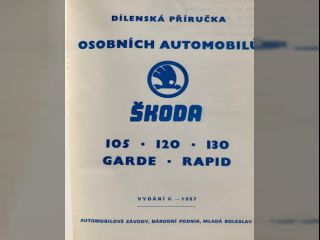 DÍLENSKÁ PŘÍRUČKA
OSOBNÍCH AUTOMOBILŮ
ŠKODA
105 • 120 • 130
GARDE • RAPID
VYDÁNÍ V. — 1987
AUTOMOBILOVÉ ZÁVODY, NÁRODNÍ PODNIK, MLADÁ BOLESLAV